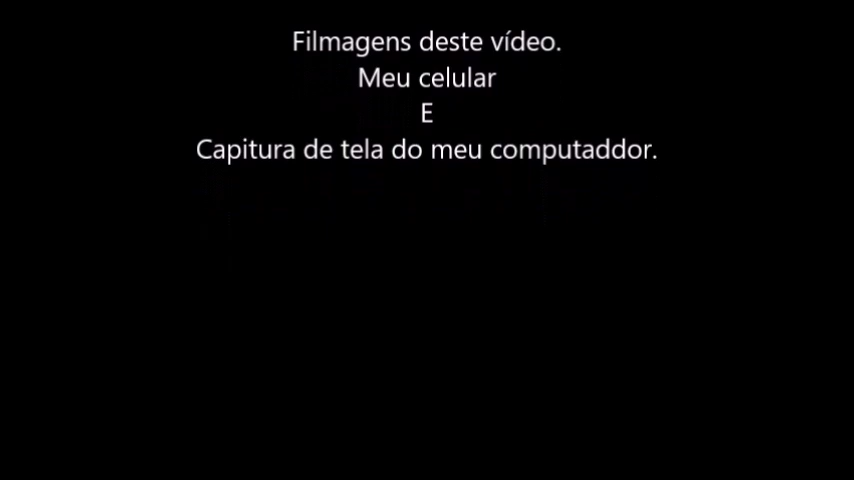 Filmagens deste vídeo.
Meu celular
E
Capitura de tela do meu computaddor.